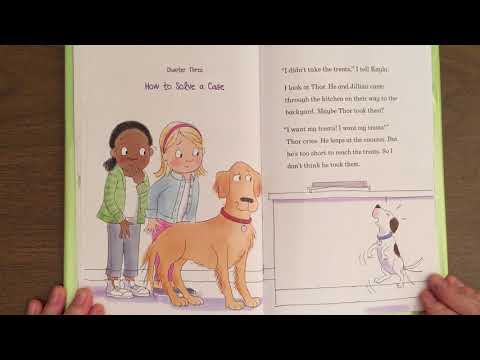 Chapter Three
How to Solve a Case
"I didn't take the treats," I tell Kayla.
I look at Thor. He and Jillian came
through the kitchen on their way to the
backyard. Maybe Thor took them?
"I want my treats! I want my treats!"
Thor cries. He leaps at the counter. But
he's too short to reach the treats. So I
don't think he took them.